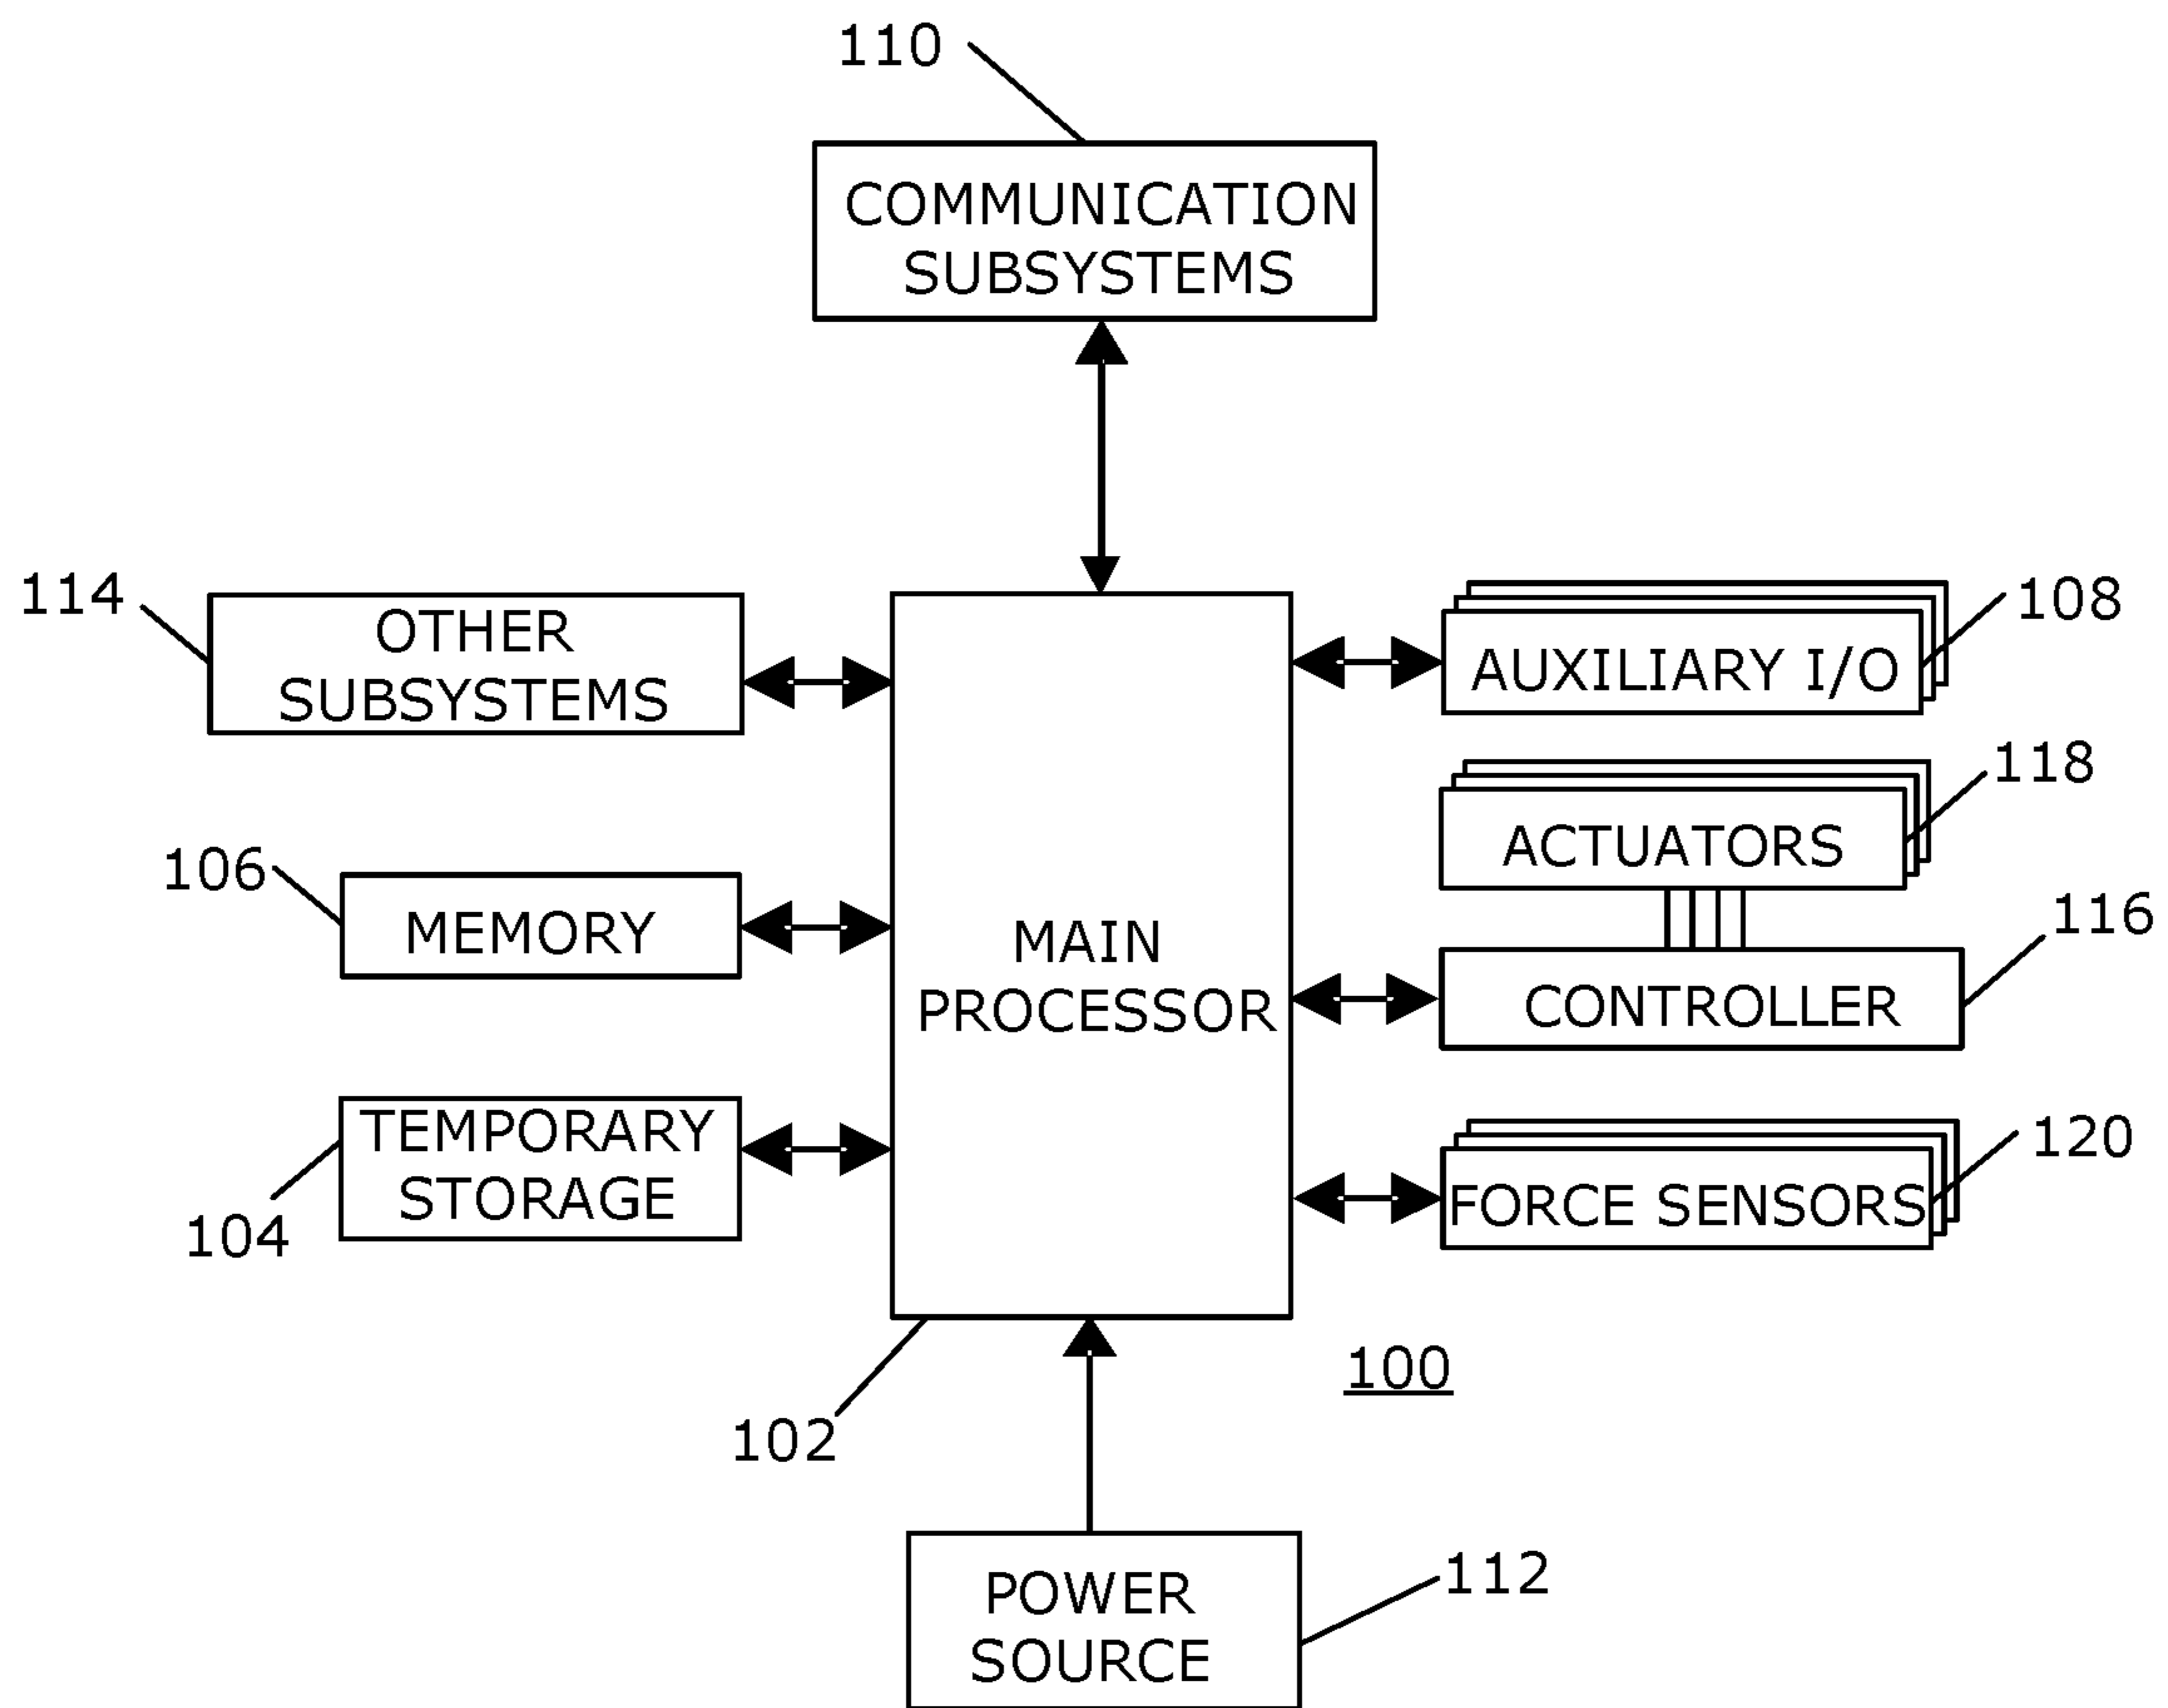 110
COMMUNICATION
SUBSYSTEMS
114
OTHER
SUBSYSTEMS
108
AUXILIARY I/O
118
ACTUATORS
106
MEMORY
MAIN
PROCESSOR
116
CONTROLLER
TEMPORARY
STORAGE
104
120
FORCE SENSORS
100
102
POWER
SOURCE
112